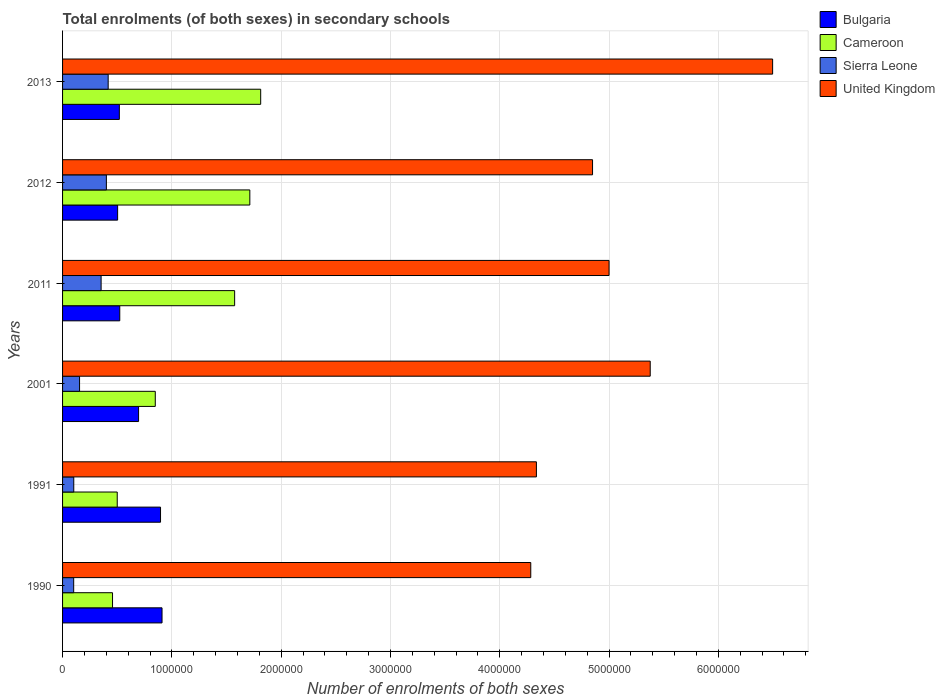 Total enrolments (of both sexes) in secondary schools
Bulgaria
Cameroon
Sierra Leone
United Kingdom
Years
2013
2012
2011
2001
1991
1990
0
1000000
2000000
3000000
4000000
5000000
6000000
Number of enrolments of both sexes